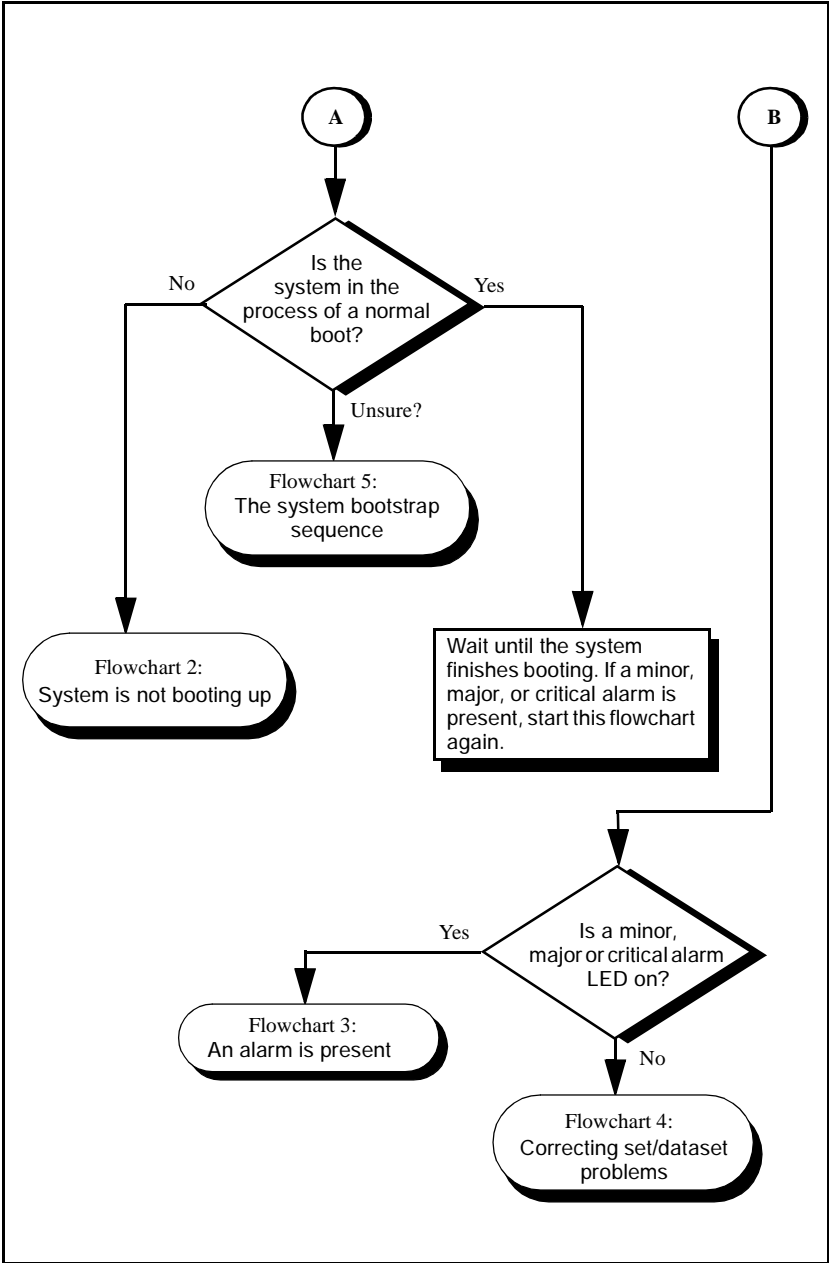 A
B
Is the
system in the
process of a normal
boot?
No
Yes
Unsure?
Flowchart 5:
The system bootstrap
sequence
Flowchart 2:
System is not booting up
Wait until the system
finishes booting. If a minor,
major, or critical alarm is
present, start this flowchart
again.
Is a minor,
major or critical alarm
LED on?
Yes
Flowchart 3:
An alarm is present
No
Flowchart 4:
Correcting set/dataset
problems